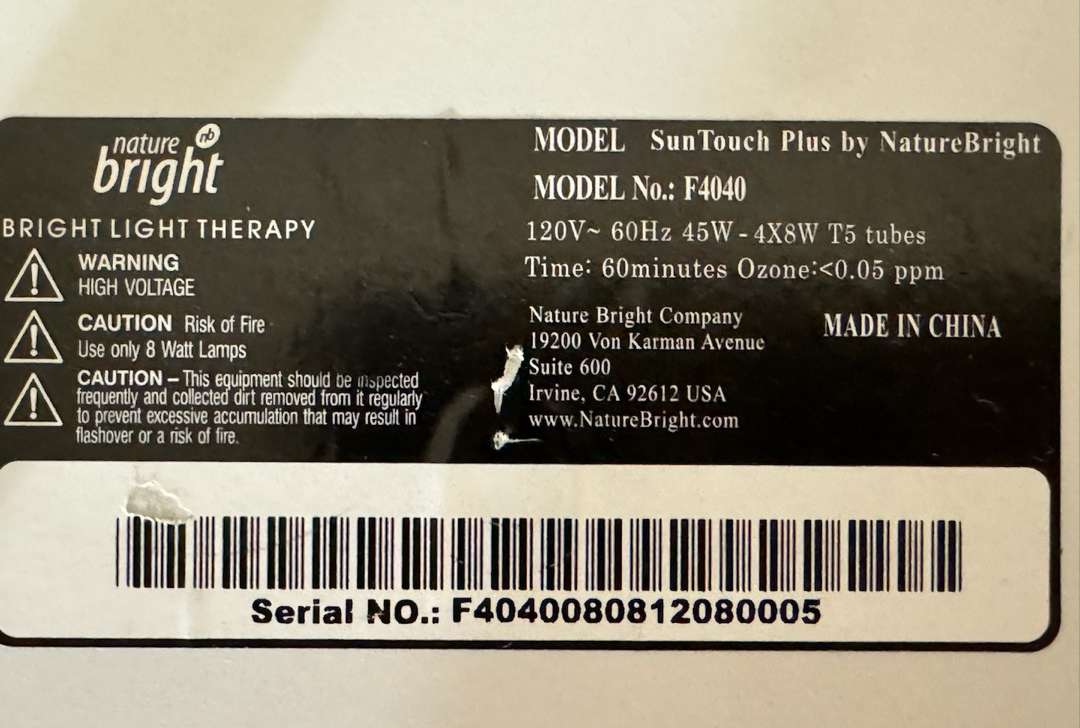 nature nb
bright
BRIGHT LIGHT THERAPY
WARNING
HIGH VOLTAGE
CAUTION Risk of Fire
Use only 8 Watt Lamps
CAUTION – This equipment should be inspected
frequently and collected dirt removed from it regularly
to prevent excessive accumulation that may result in
flashover or a risk of fire.
MODEL SunTouch Plus by NatureBright
MODEL No.: F4040
120V~ 60Hz 45W - 4X8W T5 tubes
Time: 60minutes Ozone:<0.05 ppm
Nature Bright Company
19200 Von Karman Avenue
Suite 600
Irvine, CA 92612 USA
www.NatureBright.com
MADE IN CHINA
Serial NO.: F4040080812080005